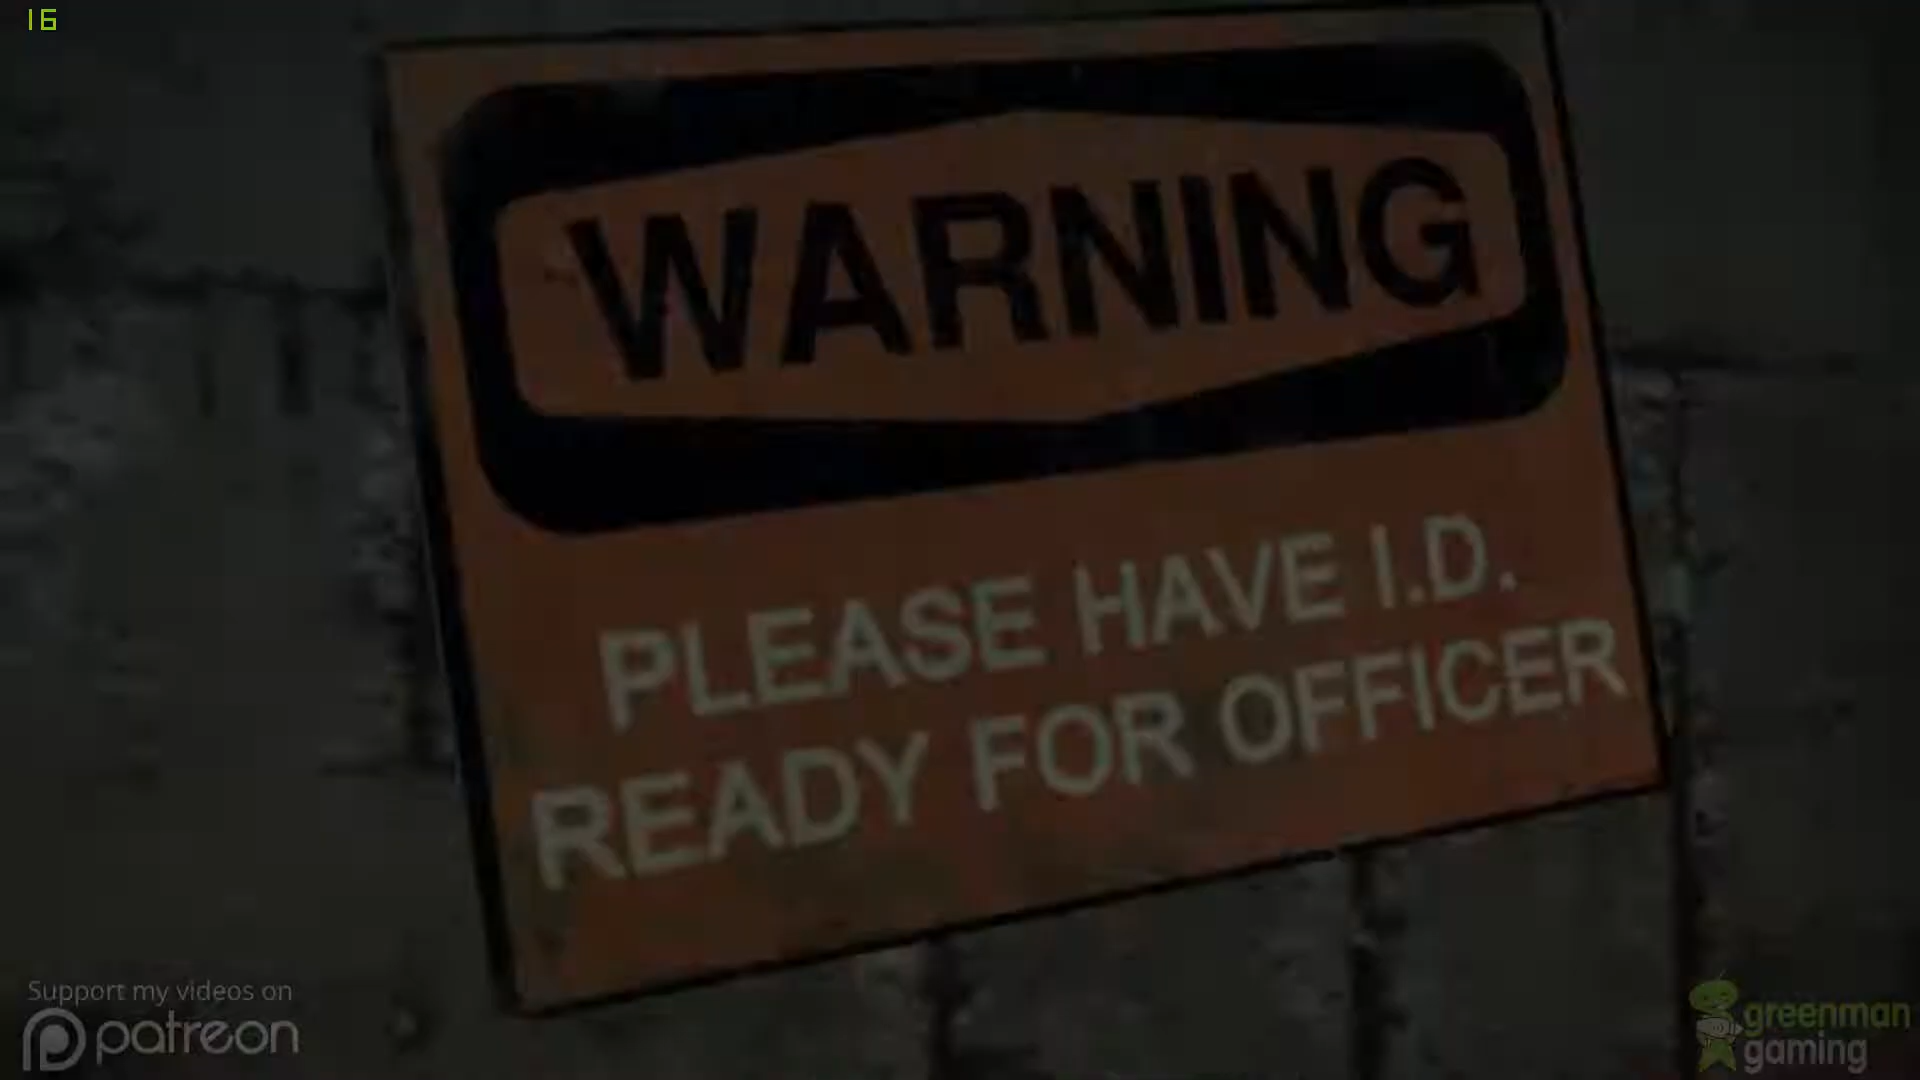 16
WARNING
PLEASE HAVE I.D.
READY FOR OFFICER
Support my videos on
patreon
greenman
gaming